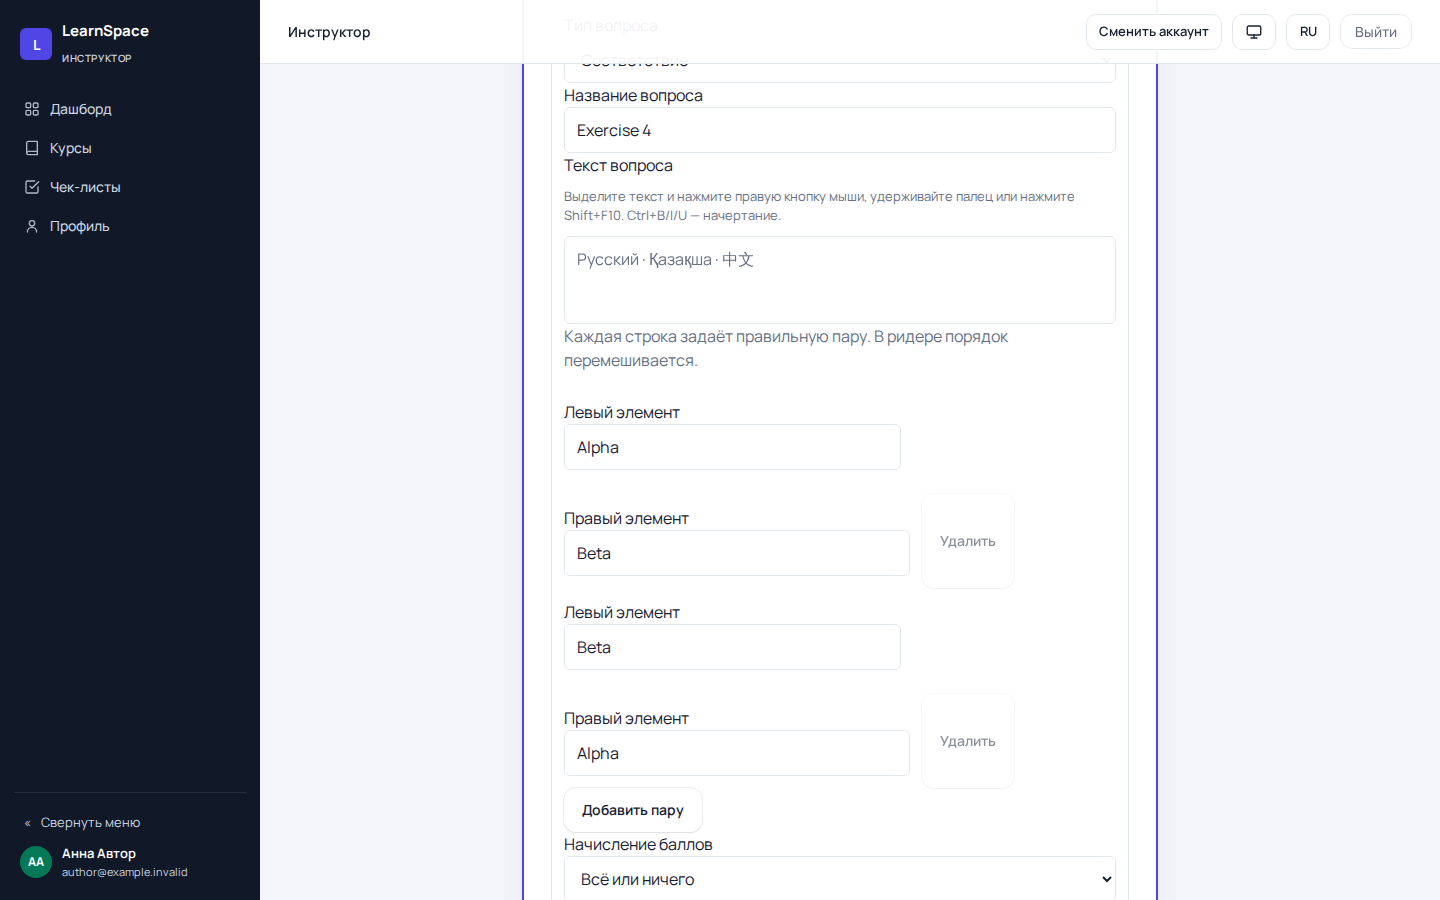 L
LearnSpace
ИНСТРУКТОР
Дашборд
Курсы
Чек-листы
Профиль
« Свернуть меню
АА
Анна Автор
author@example.invalid
Инструктор
Сменить аккаунт
RU
Выйти
Тип вопроса
Соответствие
Название вопроса
Exercise 4
Текст вопроса
Выделите текст и нажмите правую кнопку мыши, удерживайте палец или нажмите
Shift+F10. Ctrl+B/I/U — начертание.
Русский · Қазақша · 中文
Каждая строка задаёт правильную пару. В ридере порядок
перемешивается.
Левый элемент
Alpha
Правый элемент
Beta
Удалить
Левый элемент
Beta
Правый элемент
Alpha
Удалить
Добавить пару
Начисление баллов
Всё или ничего